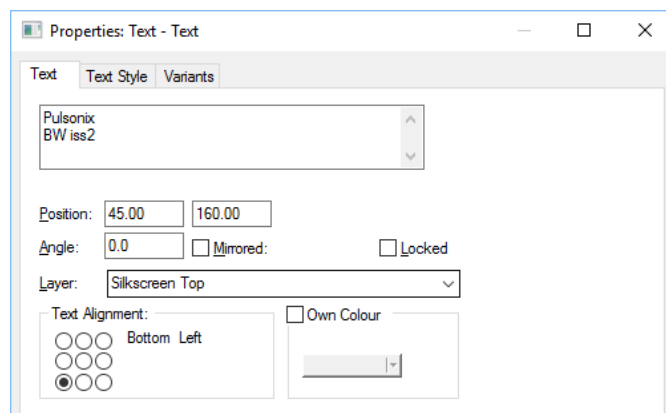 Properties: Text - Text
Text Text Style Variants
Pulsonix
BW iss2
Position: 45.00 160.00
Angle: 0.0 Mirrored: Locked
Layer: Silkscreen Top
Text Alignment: Own Colour
Bottom Left